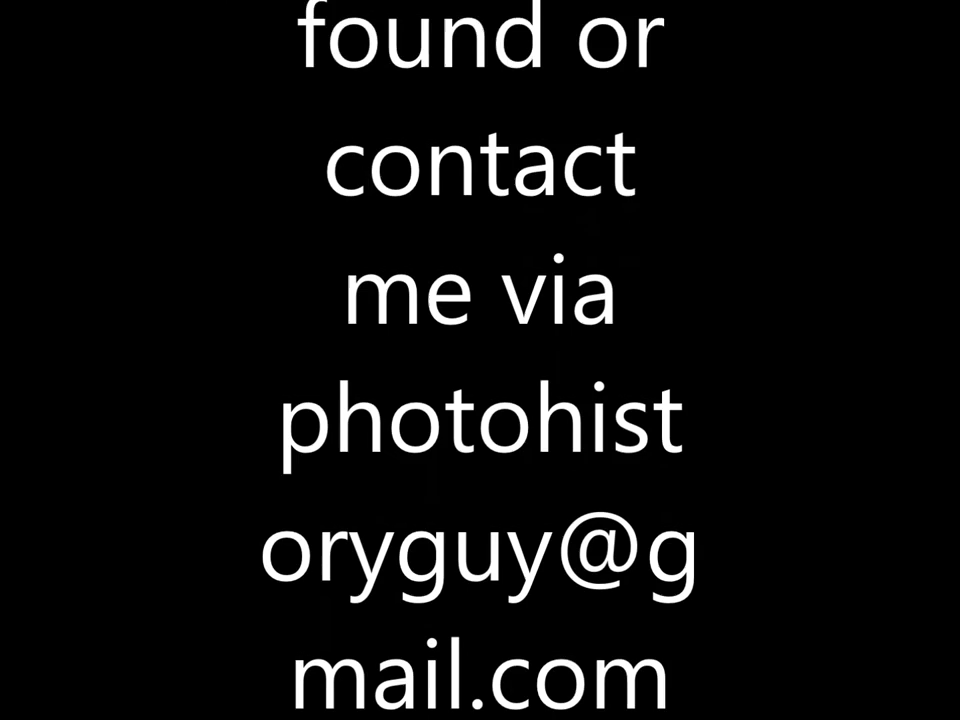 found or
contact
me via
photohist
oryguy@g
mail.com